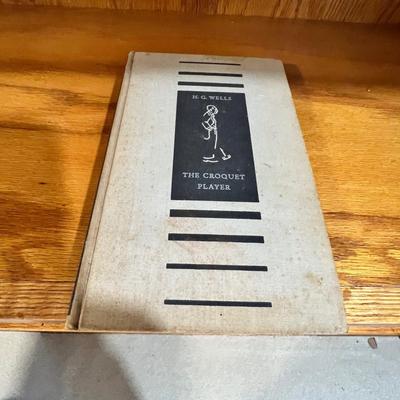 H. G. WELLS
THE CROQUET
PLAYER